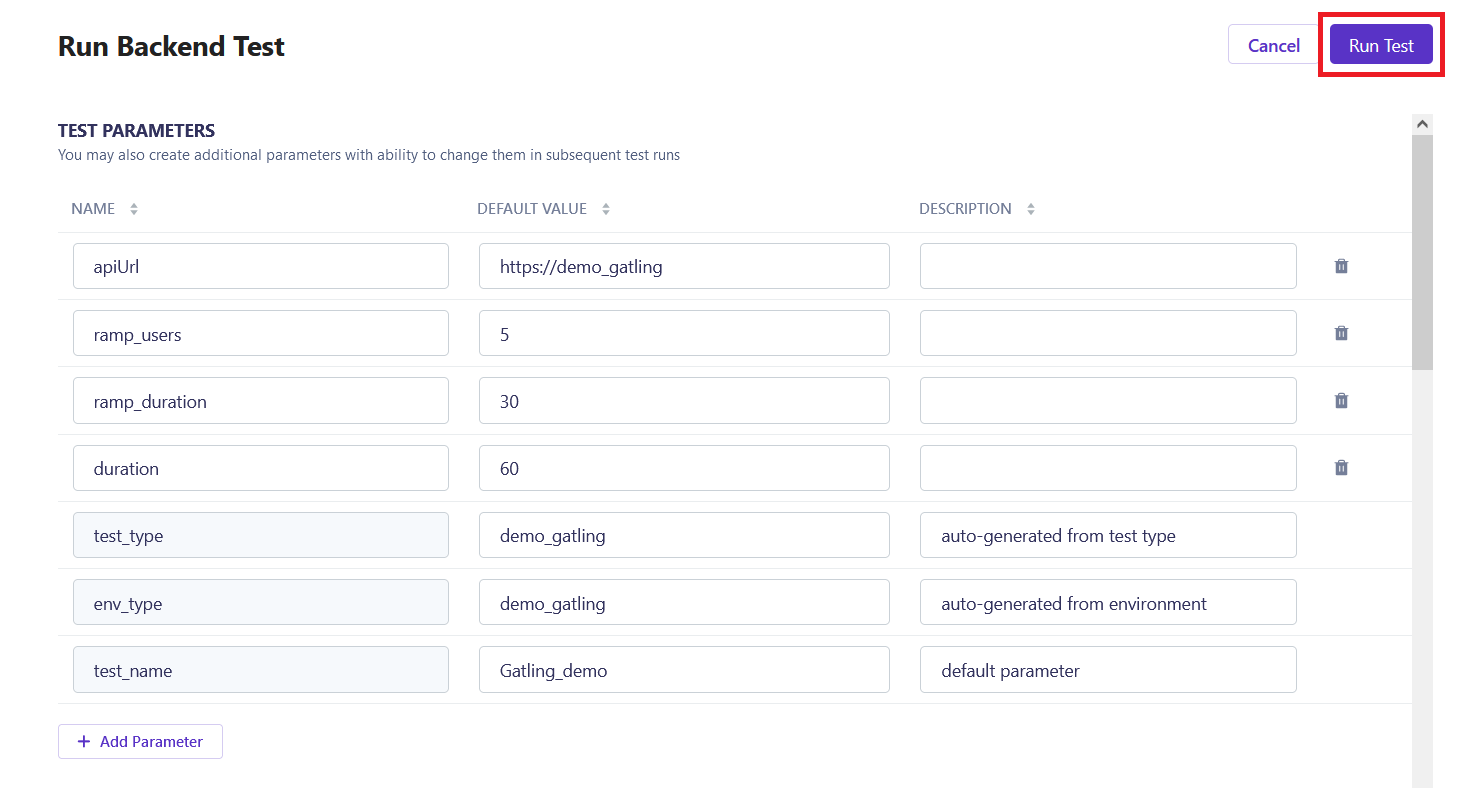 Run Backend Test
Cancel
Run Test
TEST PARAMETERS
You may also create additional parameters with ability to change them in subsequent test runs
NAME DEFAULT VALUE DESCRIPTION
apiUrl https://demo_gatling
ramp_users 5
ramp_duration 30
duration 60
test_type demo_gatling auto-generated from test type
env_type demo_gatling auto-generated from environment
test_name Gatling_demo default parameter
+ Add Parameter